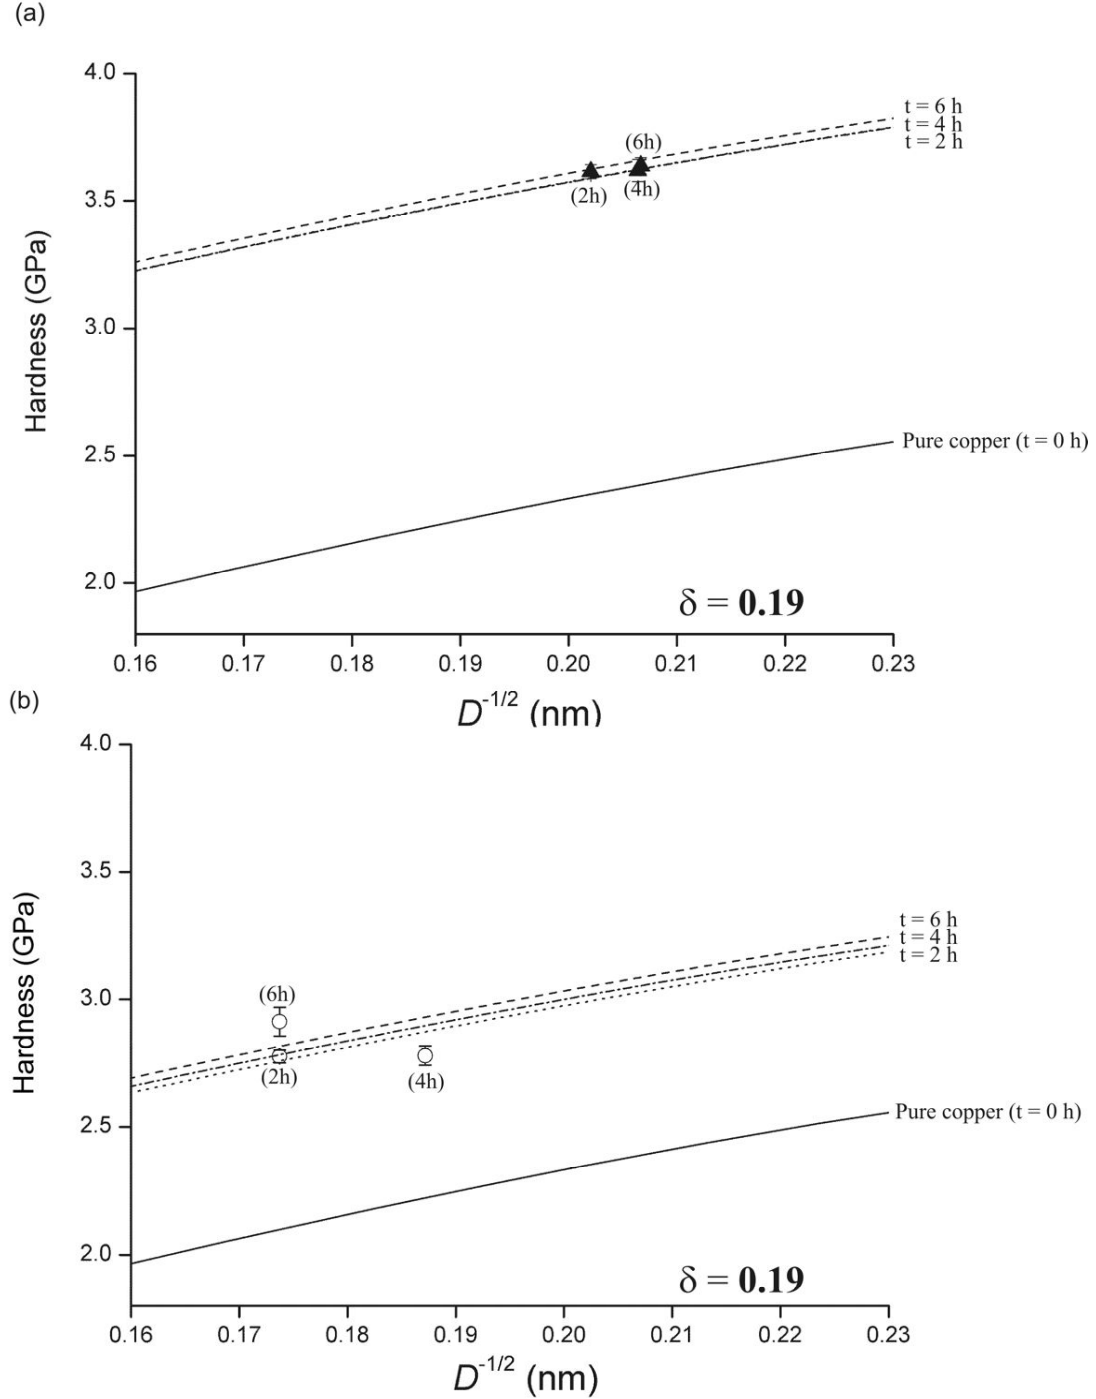 (a)
4.0
3.5
3.0
2.5
2.0
Hardness (GPa)
t = 6 h
t = 4 h
t = 2 h
(6h)
(2h)
(4h)
Pure copper (t = 0 h)
δ = 0.19
0.16 0.17 0.18 0.19 0.20 0.21 0.22 0.23
D-1/2 (nm)
(b)
4.0
3.5
3.0
2.5
2.0
Hardness (GPa)
t = 6 h
t = 4 h
t = 2 h
(6h)
(2h)
(4h)
Pure copper (t = 0 h)
δ = 0.19
0.16 0.17 0.18 0.19 0.20 0.21 0.22 0.23
D-1/2 (nm)